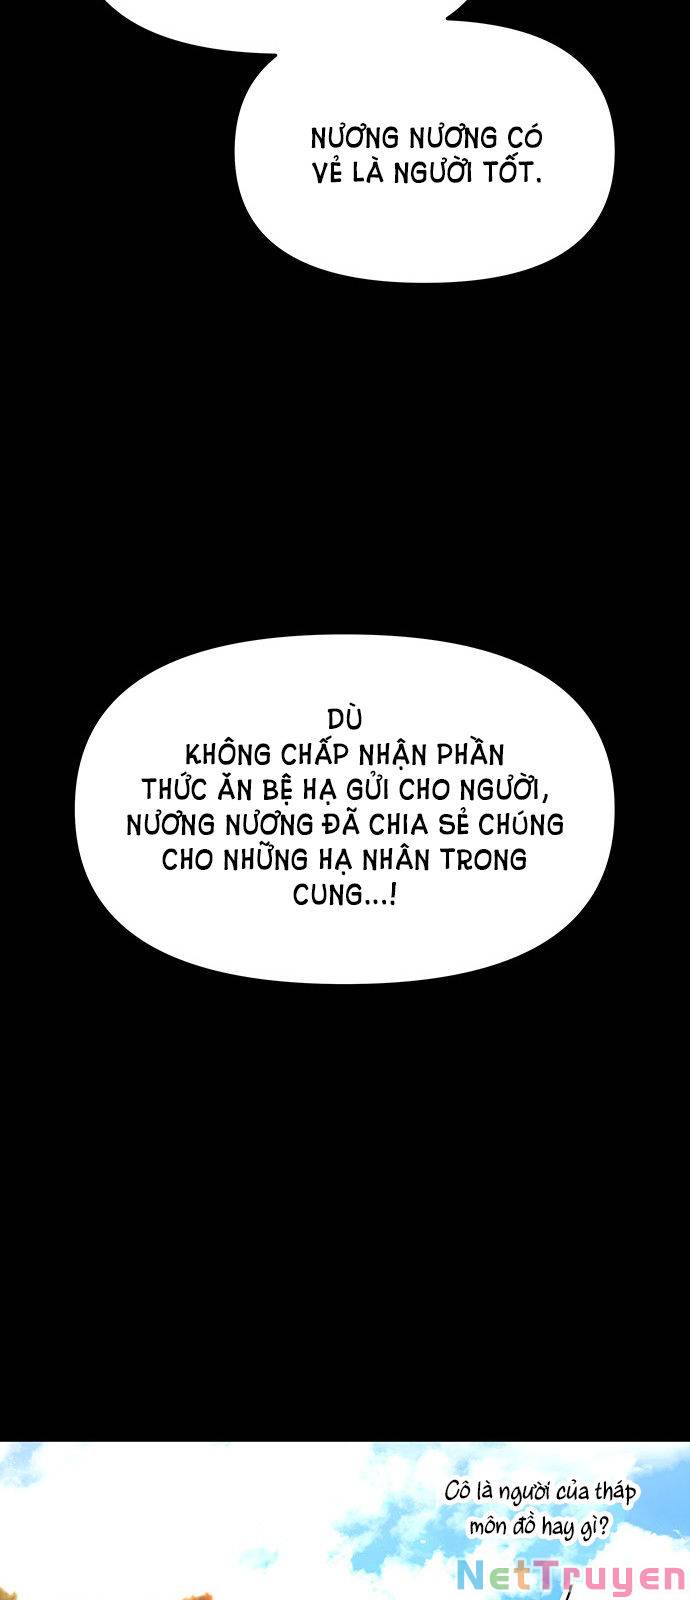 NƯƠNG NƯƠNG CÓ
VẺ LÀ NGƯỜI TỐT.
DÙ
KHÔNG CHẤP NHẬN PHẦN
THỨC ĂN BỆ HẠ GỬI CHO NGƯỜI,
NƯƠNG NƯƠNG ĐÃ CHIA SẺ CHÚNG
CHO NHỮNG HẠ NHÂN TRONG
CUNG...!
Cô là người của tháp
môn đồ hay gì?
NetTruyen